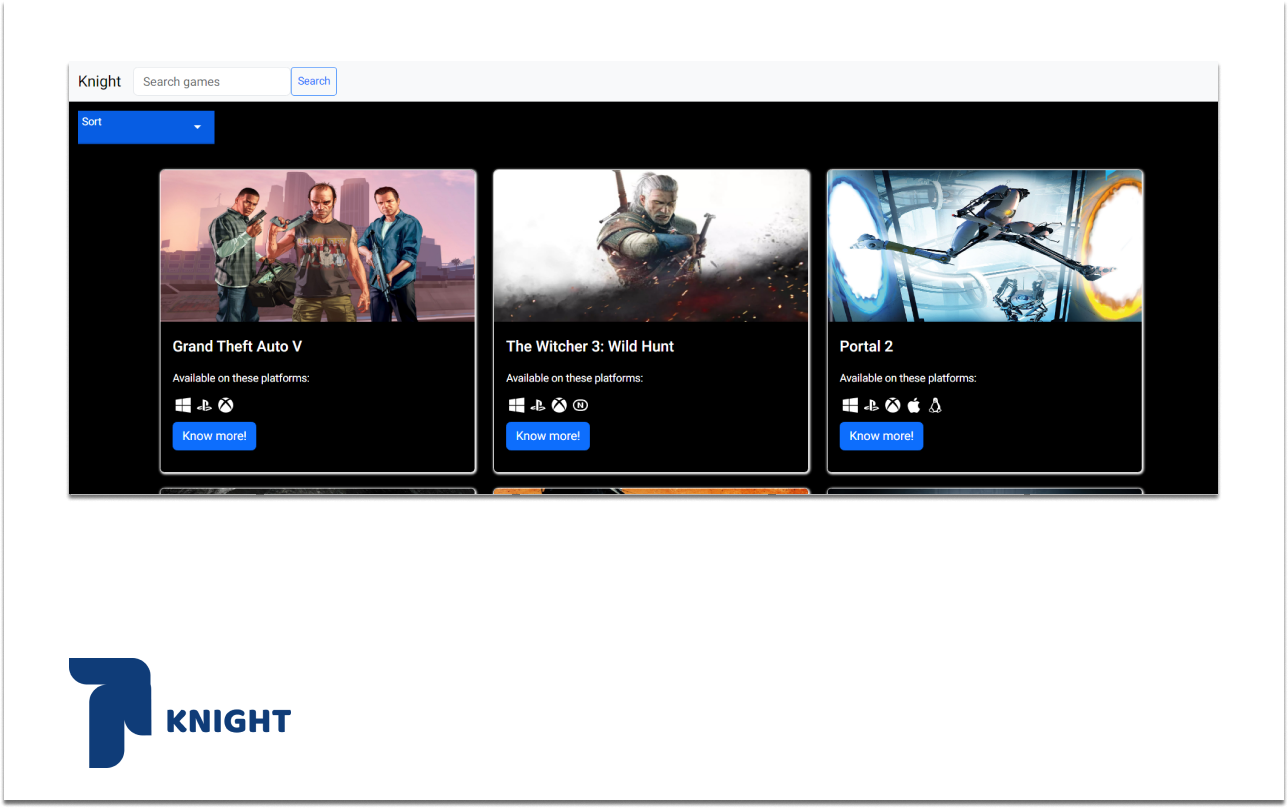 Knight
Search games
Search
Sort
Grand Theft Auto V
Available on these platforms:
Know more!
The Witcher 3: Wild Hunt
Available on these platforms:
N
Know more!
Portal 2
Available on these platforms:
Know more!
KNIGHT